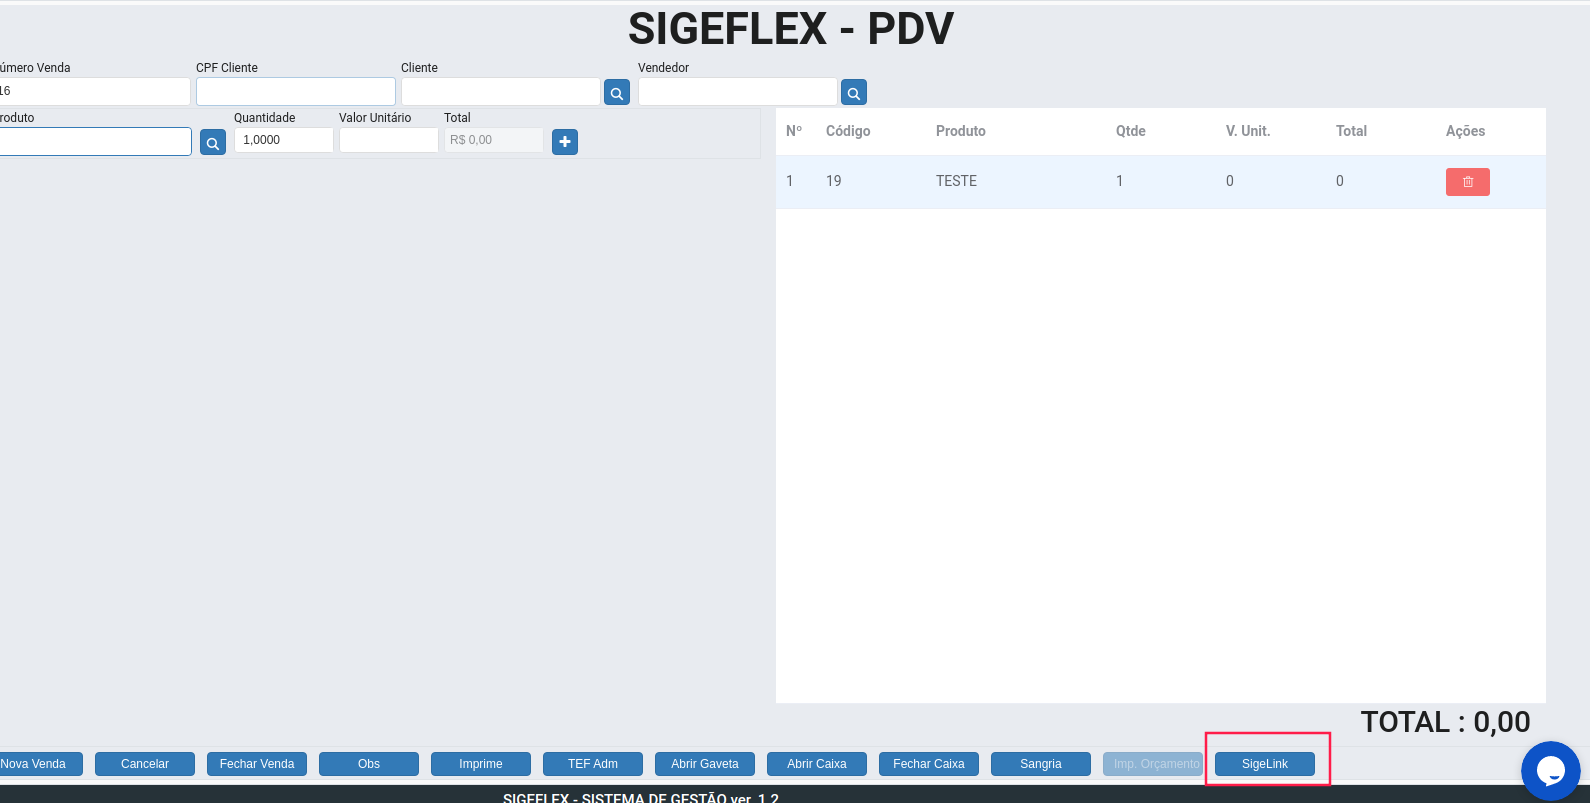 SIGEFLEX - PDV
úmero Venda CPF Cliente Cliente Vendedor
16
roduto Quantidade Valor Unitário Total
1,0000 R$ 0,00
Nº Código Produto Qtde V. Unit. Total Ações
1 19 TESTE 1 0 0
TOTAL : 0,00
Nova Venda Cancelar Fechar Venda Obs Imprime TEF Adm Abrir Gaveta Abrir Caixa Fechar Caixa Sangria Imp. Orçamento SigeLink
SIGEFLEX - SISTEMA DE GESTÃO ver. 1.2